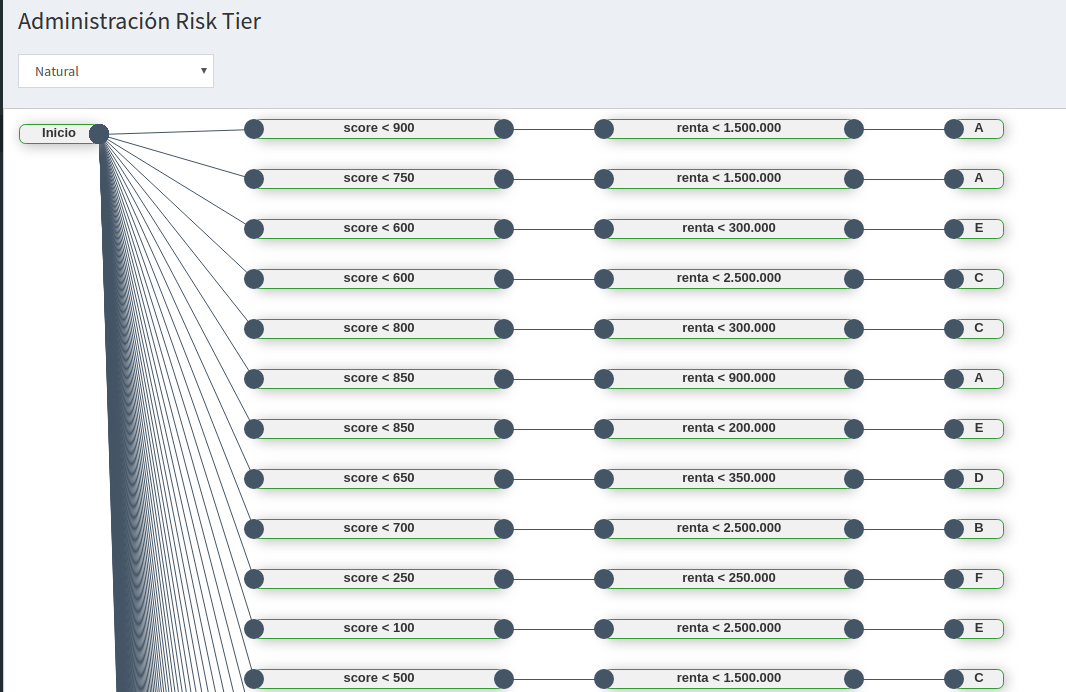 Administración Risk Tier
Natural
Inicio
score < 900 renta < 1.500.000 A
score < 750 renta < 1.500.000 A
score < 600 renta < 300.000 E
score < 600 renta < 2.500.000 C
score < 800 renta < 300.000 C
score < 850 renta < 900.000 A
score < 850 renta < 200.000 E
score < 650 renta < 350.000 D
score < 700 renta < 2.500.000 B
score < 250 renta < 250.000 F
score < 100 renta < 2.500.000 E
score < 500 renta < 1.500.000 C